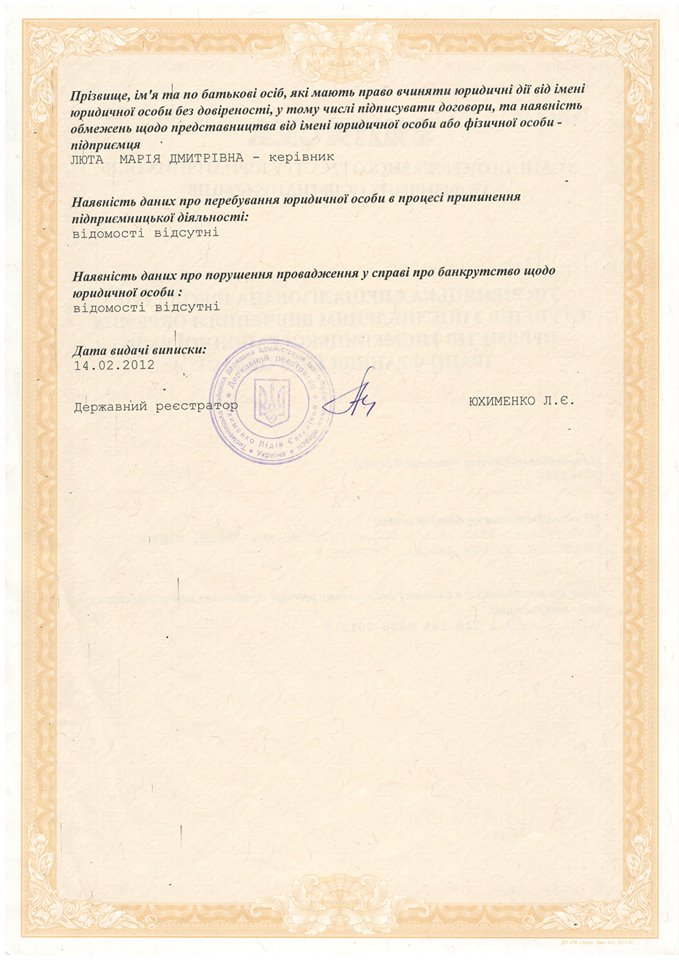 Прізвище, ім'я та по батькові осіб, які мають право вчиняти юридичні дії від імені
юридичної особи без довіреності, у тому числі підписувати договори, та наявність
обмежень щодо представництва від імені юридичної особи або фізичної особи -
підприємця
ЛЮТА МАРІЯ ДМИТРІВНА - керівник
Наявність даних про перебування юридичної особи в процесі припинення
підприємницької діяльності:
відомості відсутні
Наявність даних про порушення провадження у справі про банкрутство щодо
юридичної особи :
відомості відсутні
Дата видачі виписки:
14.02.2012
Державний реєстратор
ЮХИМЕНКО Л.Є.
Державний реєстратор
Лідія Євгенівна
Україна